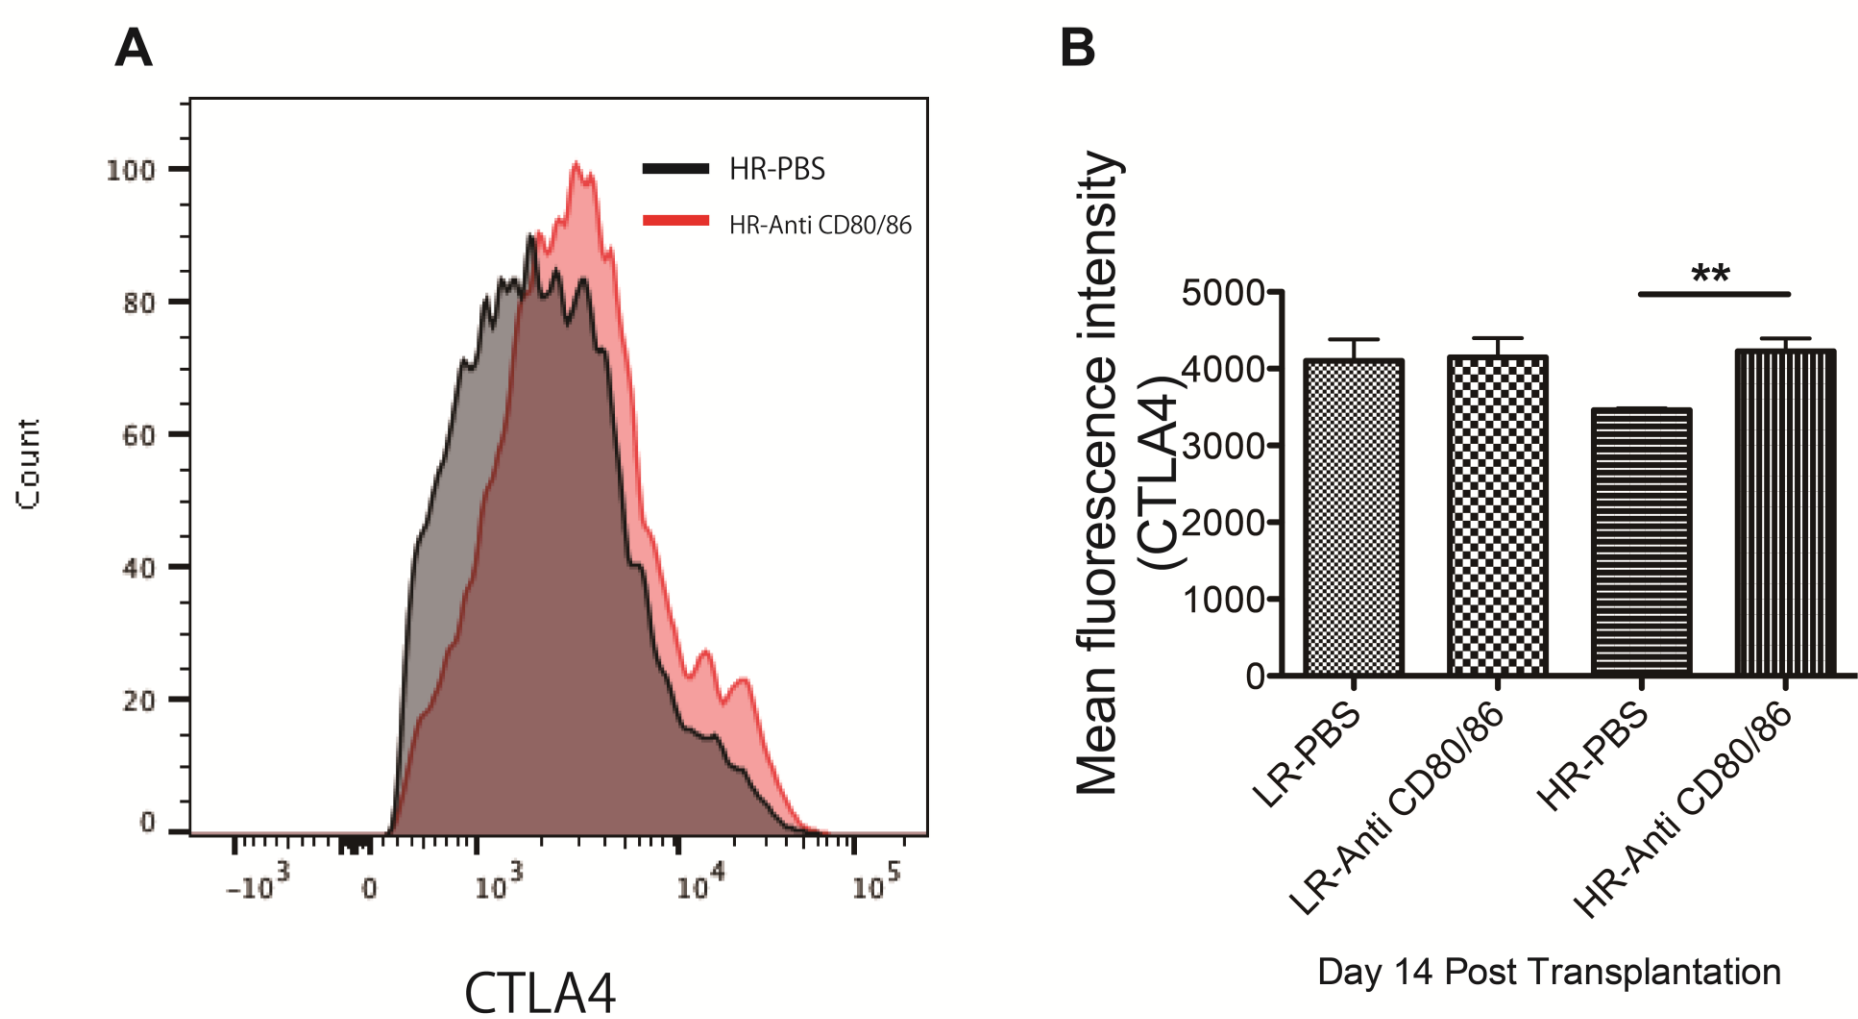 A
B
HR-PBS
HR-Anti CD80/86
Count
100
80
60
40
20
0
-10³
0
10³
10⁴
10⁵
CTLA4
Mean fluorescence intensity
(CTLA4)
**
5000
4000
3000
2000
1000
0
LR-PBS
LR-Anti CD80/86
HR-PBS
HR-Anti CD80/86
Day 14 Post Transplantation